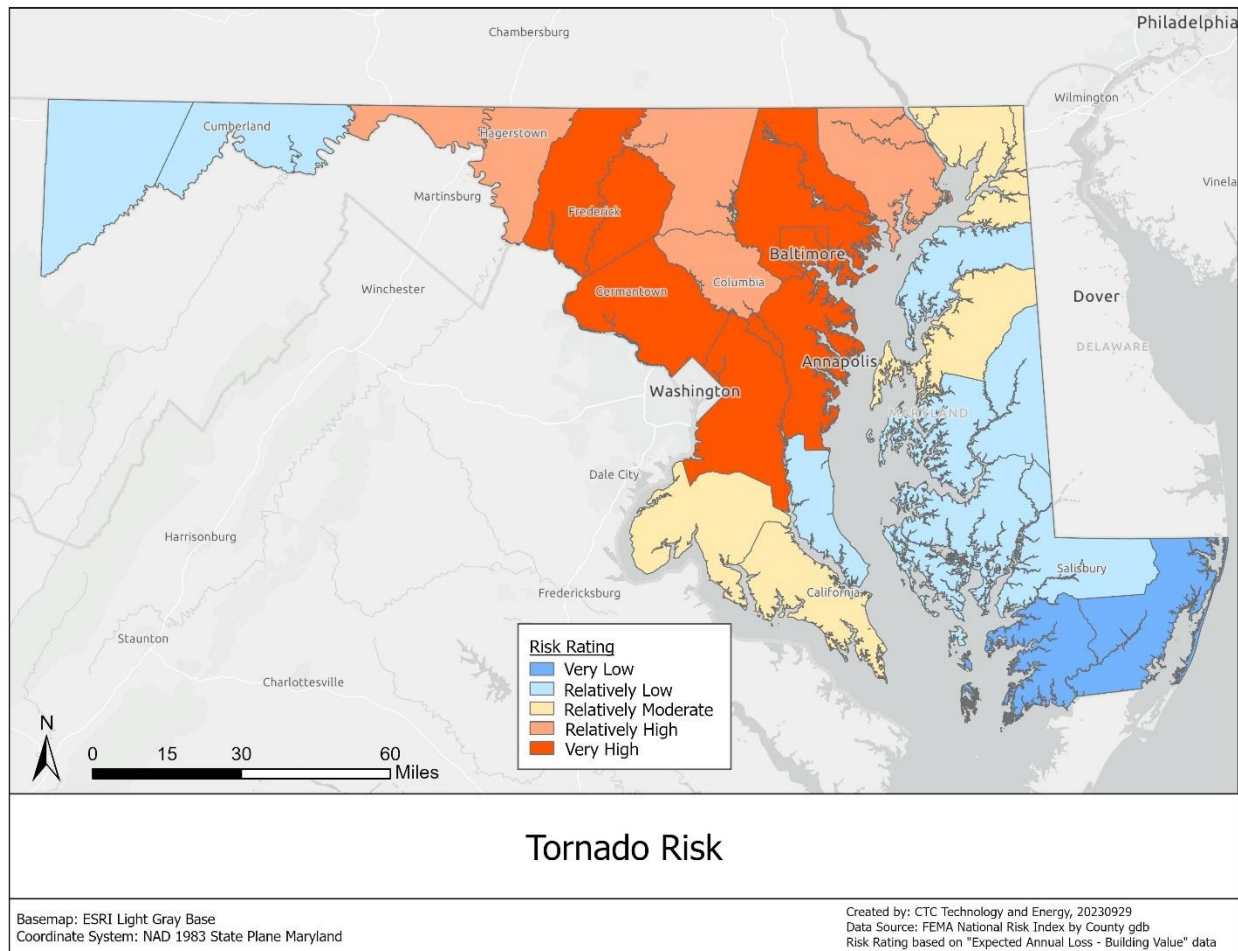 Philadelphia
Chambersburg
Wilmington
Cumberland
Hagerstown
Vinela
Martinsburg
Frederick
Baltimore
Winchester
Germantown
Columbia
Dover
DELAWARE
Annapolis
Washington
MARYLAND
Dale City
Harrisonburg
Salisbury
Fredericksburg
California
Staunton
Charlottesville
Risk Rating
Very Low
Relatively Low
Relatively Moderate
Relatively High
Very High
N
0 15 30 60
Miles
Tornado Risk
Basemap: ESRI Light Gray Base
Coordinate System: NAD 1983 State Plane Maryland
Created by: CTC Technology and Energy, 20230929
Data Source: FEMA National Risk Index by County gdb
Risk Rating based on "Expected Annual Loss - Building Value" data